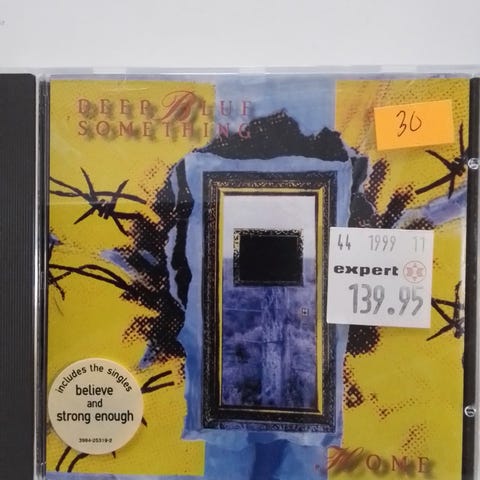 DEEP BLUE
SOMETHING
30
44 1999 11
expert
139.95
includes the singles
believe
and
strong enough
3984-25319-2
HOME